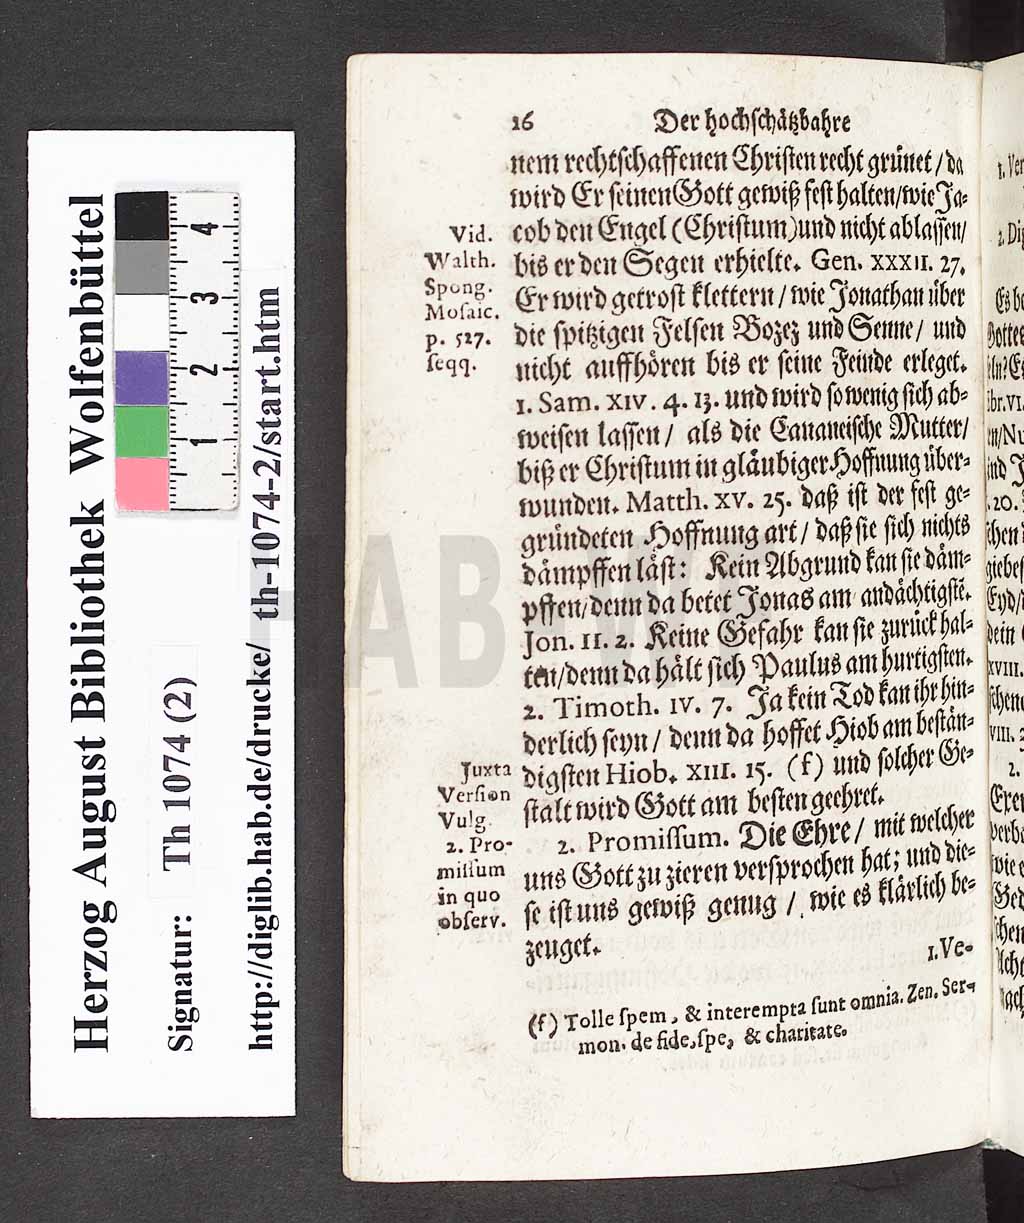 Herzog August Bibliothek Wolfenbüttel
Signatur: Th 1074 (2)
http://diglib.hab.de/drucke/ th-1074-2/start.htm
1 2 3 4
HAB
16 Der hochſchätzbahre
nem rechtſchaffenen Chriſten recht grünet / da
wird Er ſeinen Gott gewiß feſt halten / wie Ja-
cob den Engel (Chriſtum) und nicht ablaſſen /
bis er den Segen erhielte. Gen. XXXII. 27.
Er wird getroſt klettern / wie Jonathan über
die ſpitzigen Felſen Bozez und Senne / und
nicht auffhören bis er ſeine Feinde erleget.
1. Sam. XIV. 4. 13. und wird ſo wenig ſich ab-
weiſen laſſen / als die Cananeiſche Mutter /
biß er Chriſtum in gläubiger Hoffnung über-
wunden. Matth. XV. 25. daß iſt der feſt ge-
gründeten Hoffnung art / daß ſie ſich nichts
dämpffen läſt: Kein Abgrund kan ſie däm-
pffen / denn da betet Jonas am andächtigſtẽ.
Jon. II. 2. Keine Gefahr kan ſie zurück hal-
ten / denn da hält ſich Paulus am hurtigſten.
2. Timoth. IV. 7. Ja kein Tod kan ihr hin-
derlich ſeyn / denn da hoffet Hiob am beſtän-
digſten Hiob. XIII. 15. (f) und ſolcher Ge-
ſtalt wird Gott am beſten geehret.
2. Promiſſum. Die Ehre / mit welcher
uns Gott zu zieren verſprochen hat; und die-
ſe iſt uns gewiß genug / wie es klärlich be-
zeuget.
1. Ve-
Vid.
Walth.
Spong.
Moſaic.
p. 527.
ſeqq.
Juxta
Verſion
Vulg.
2. Pro-
miſſum
in quo
obſerv.
(f) Tolle ſpem, & interempta ſunt omnia. Zen. Ser-
mon. de fide, ſpe, & charitate.